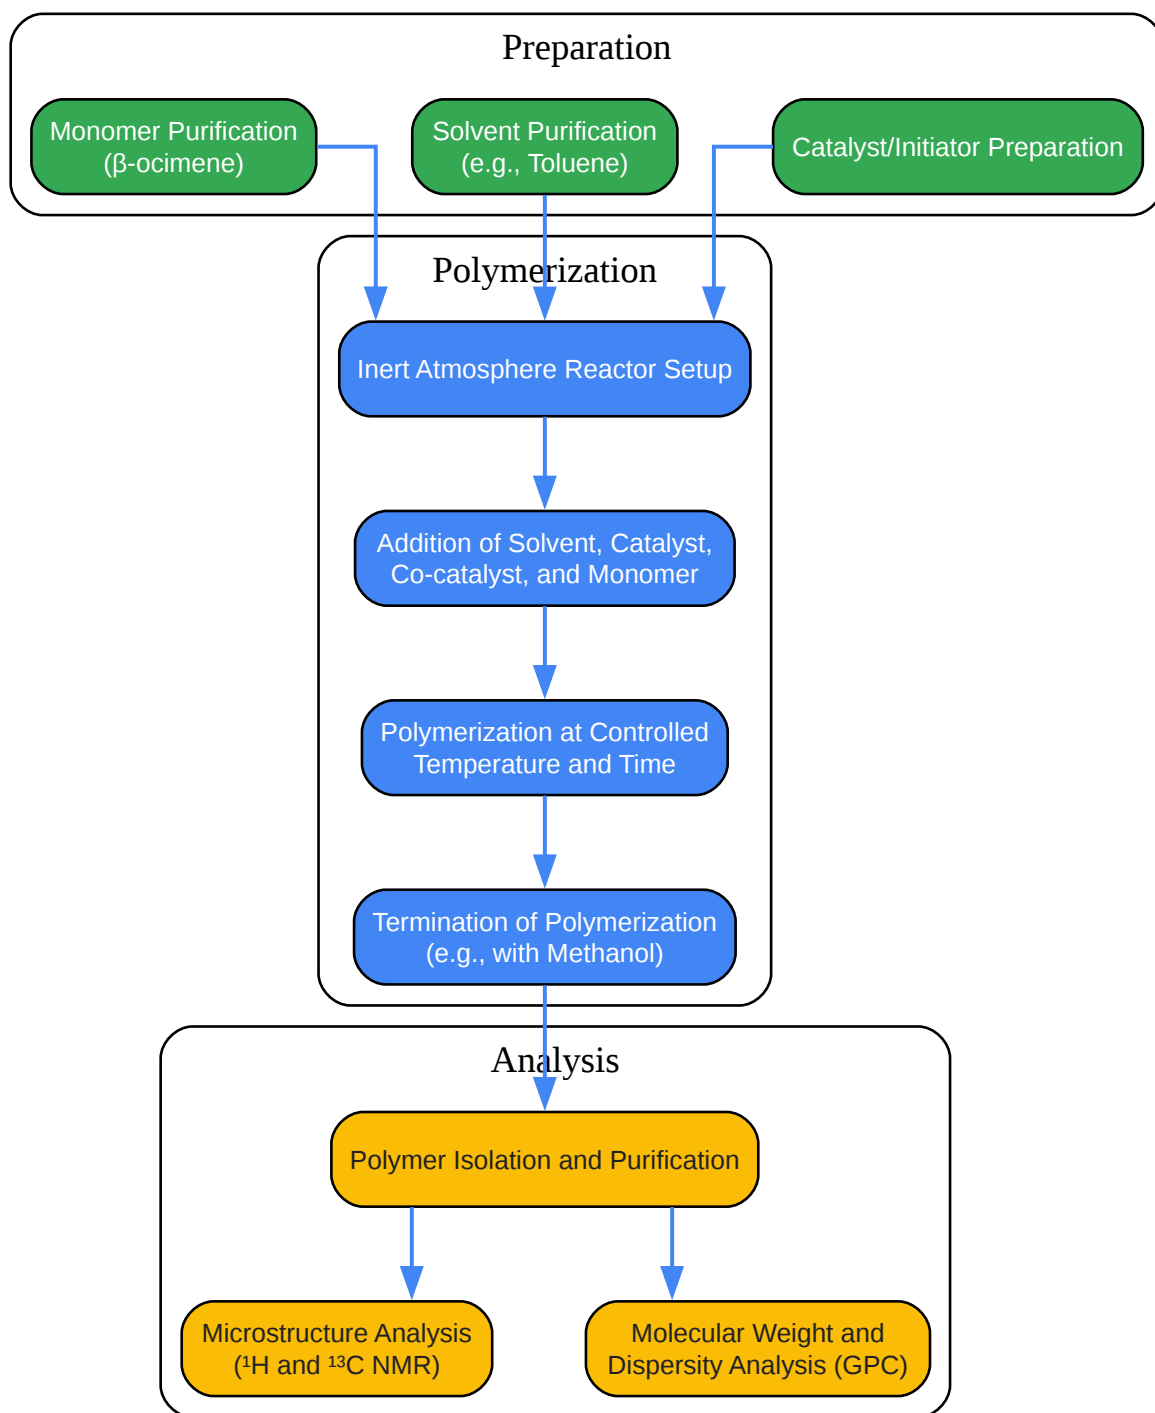 Preparation
Monomer Purification
(β-ocimene)
Solvent Purification
(e.g., Toluene)
Catalyst/Initiator Preparation
Polymerization
Inert Atmosphere Reactor Setup
Addition of Solvent, Catalyst,
Co-catalyst, and Monomer
Polymerization at Controlled
Temperature and Time
Termination of Polymerization
(e.g., with Methanol)
Analysis
Polymer Isolation and Purification
Microstructure Analysis
(¹H and ¹³C NMR)
Molecular Weight and
Dispersity Analysis (GPC)